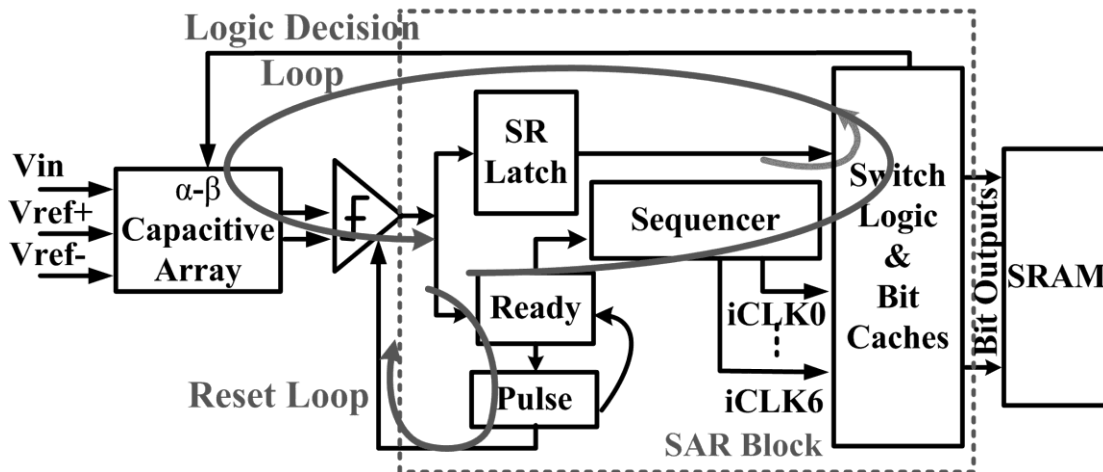 Logic Decision
Loop
Vin
Vref+
Vref-
α-β
Capacitive
Array
SR
Latch
Sequencer
Ready
Pulse
iCLK0
iCLK6
Reset Loop
SAR Block
Switch
Logic
&
Bit
Caches
Bit Outputs
SRAM